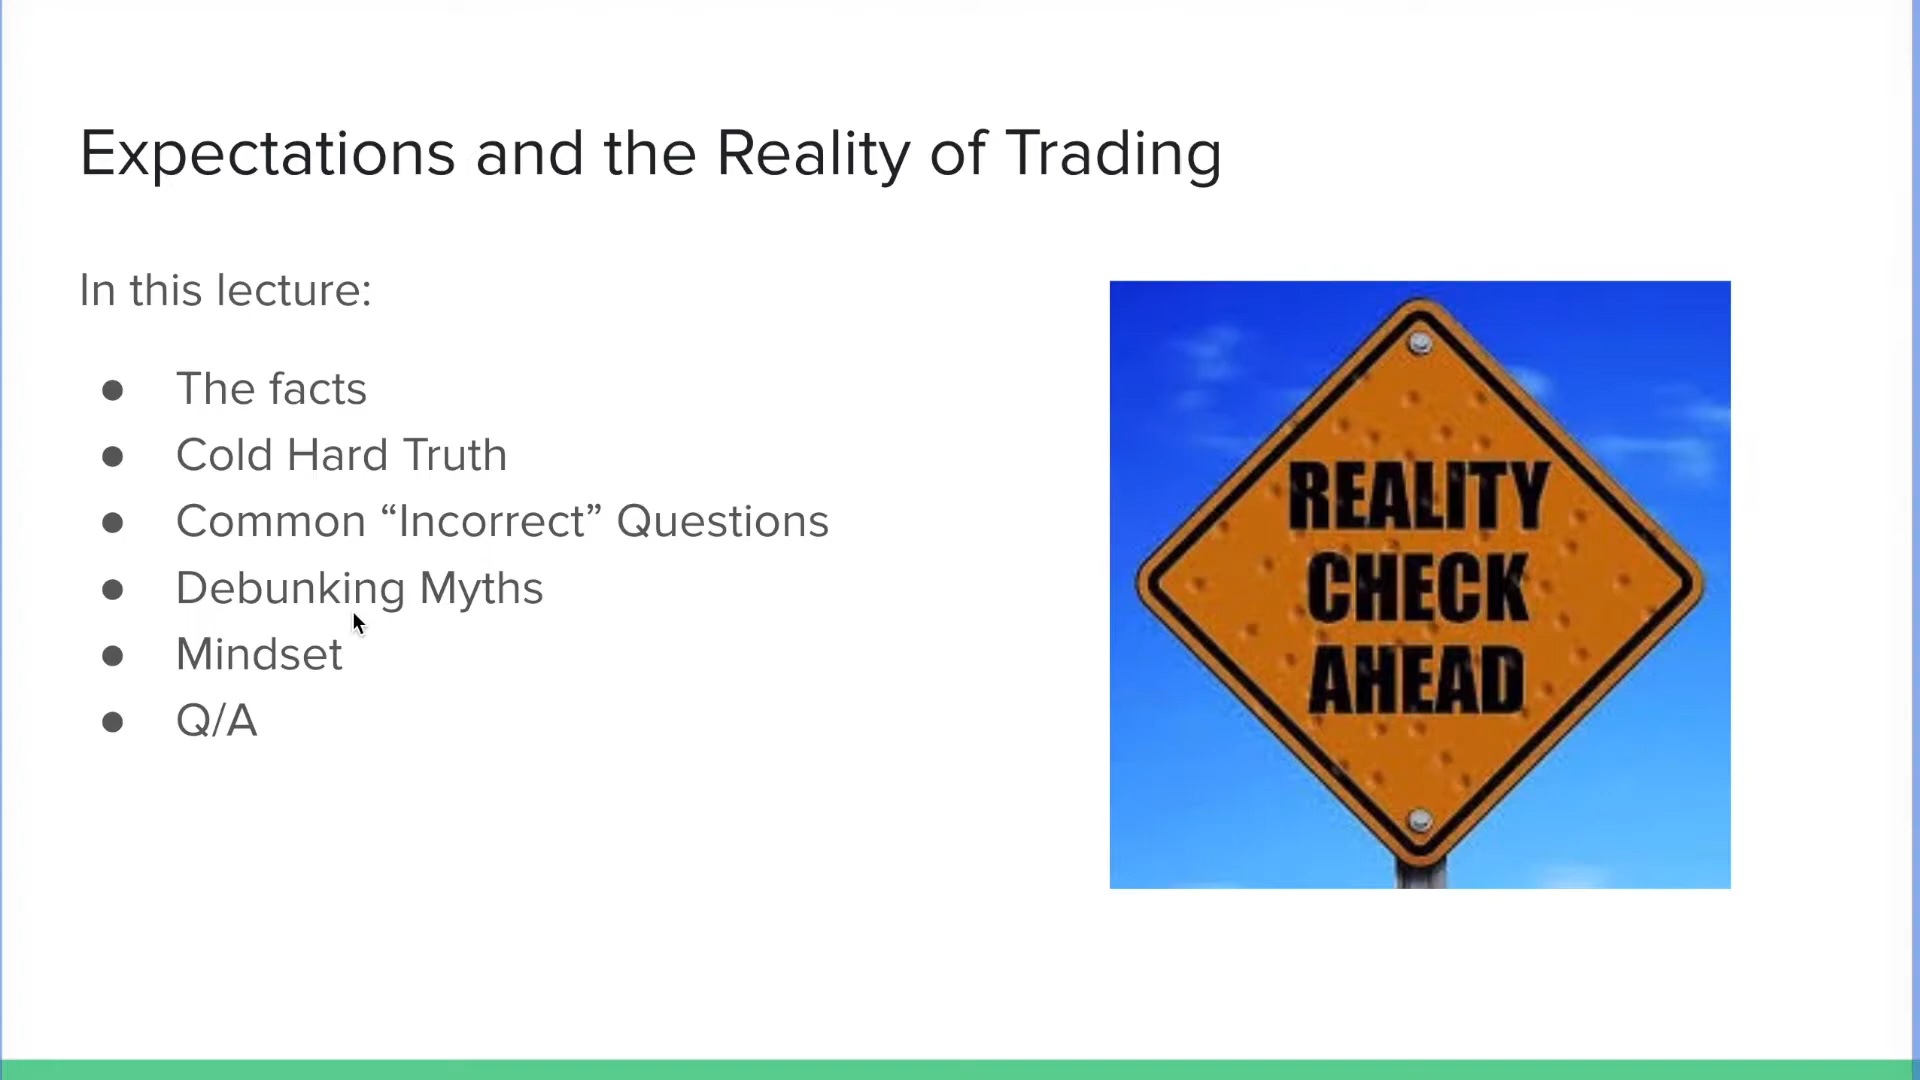 Expectations and the Reality of Trading
In this lecture:
● The facts
● Cold Hard Truth
● Common “Incorrect” Questions
● Debunking Myths
● Mindset
● Q/A
REALITY
CHECK
AHEAD